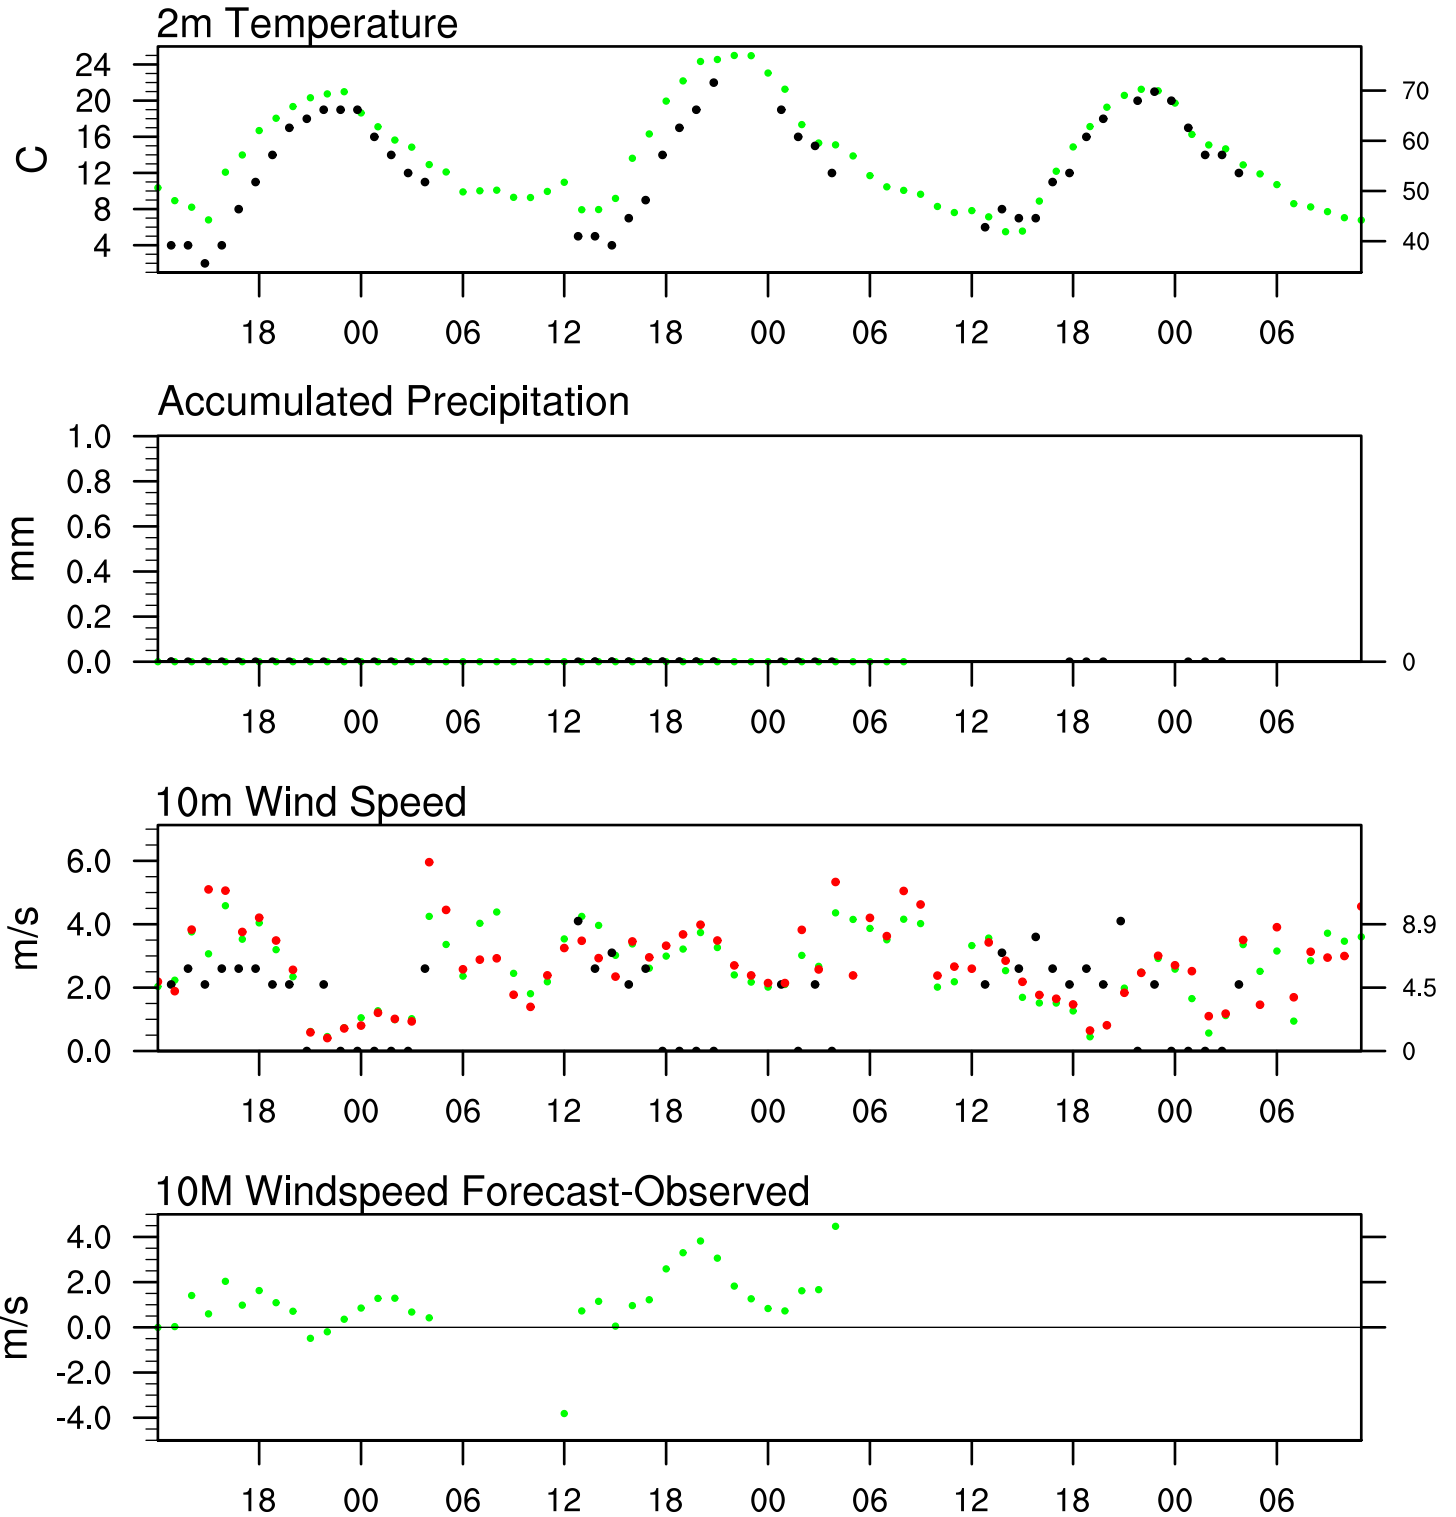 2m Temperature
24
20
16
12
8
4
C
70
60
50
40
18 00 06 12 18 00 06 12 18 00 06
Accumulated Precipitation
1.0
0.8
0.6
0.4
0.2
0.0
mm
0
18 00 06 12 18 00 06 12 18 00 06
10m Wind Speed
6.0
4.0
2.0
0.0
m/s
8.9
4.5
0
18 00 06 12 18 00 06 12 18 00 06
10M Windspeed Forecast-Observed
4.0
2.0
0.0
-2.0
-4.0
m/s
18 00 06 12 18 00 06 12 18 00 06